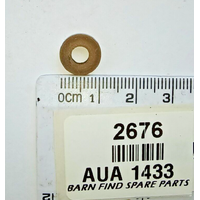 0cm 1 2 3
2676
AUA 1433
BARN FIND SPARE PARTS